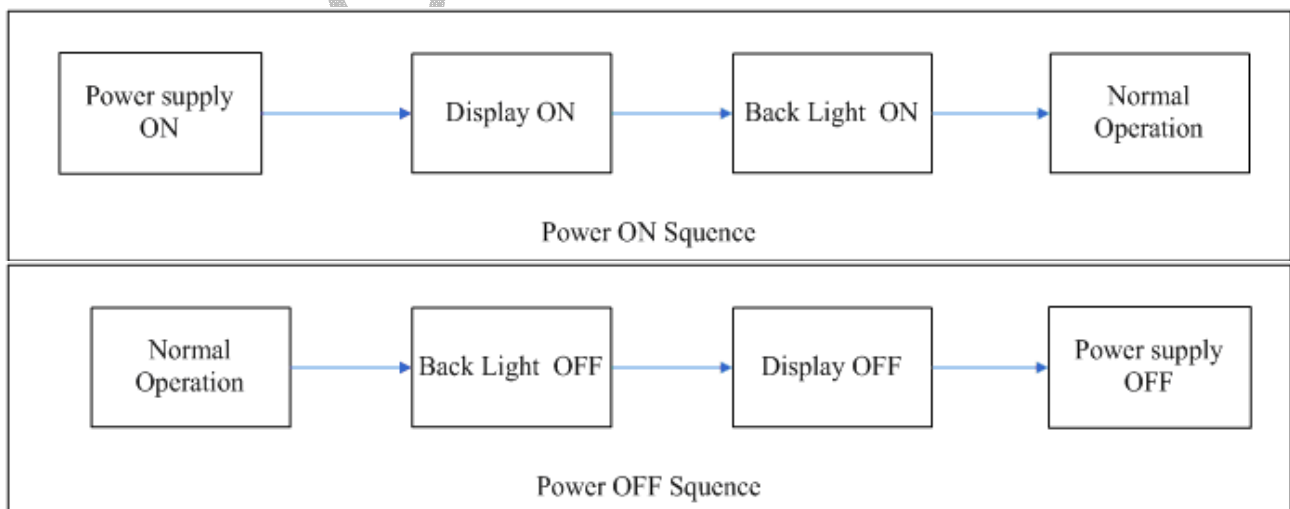 Power supply
ON
Display ON
Back Light ON
Normal
Operation
Power ON Squence
Normal
Operation
Back Light OFF
Display OFF
Power supply
OFF
Power OFF Squence